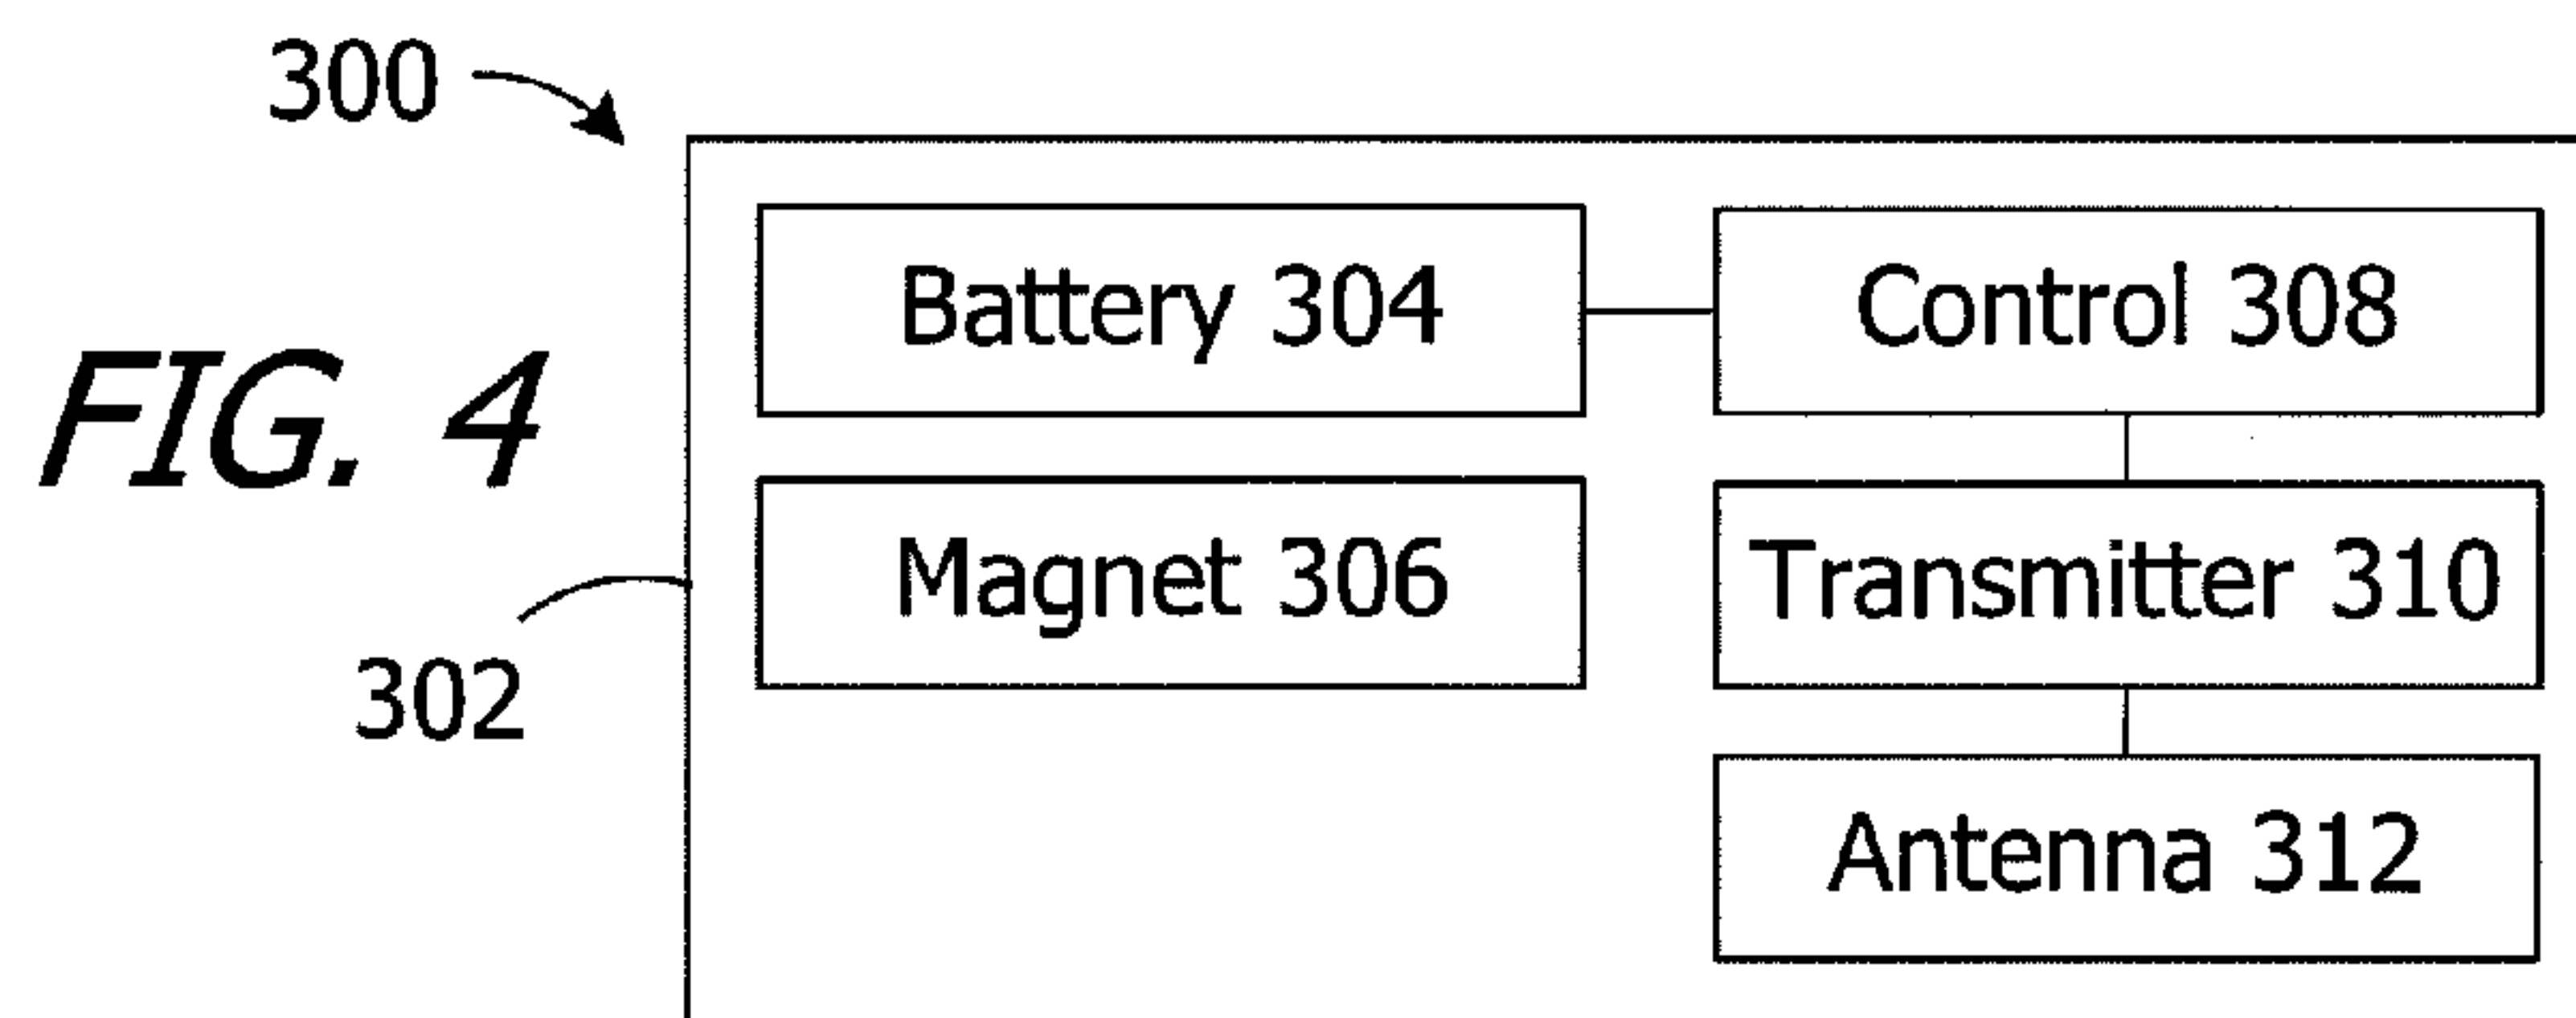 300
Battery 304
Control 308
FIG. 4
Magnet 306
Transmitter 310
302
Antenna 312